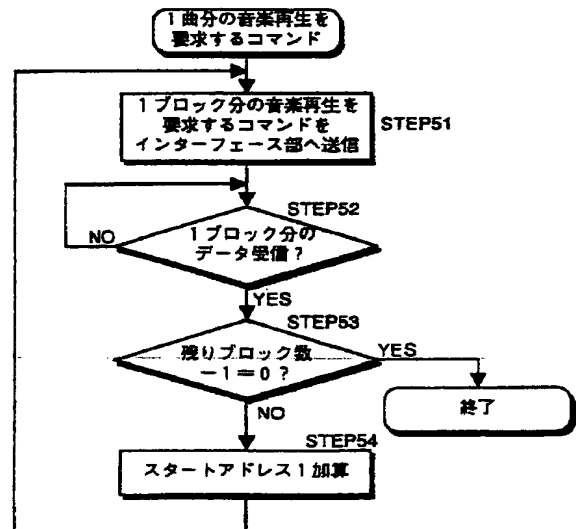 1曲分の音楽再生を
要求するコマンド
1ブロック分の音楽再生を
要求するコマンドを
インターフェース部へ送信
STEP51
STEP52
1ブロック分の
データ受信?
NO
YES
STEP53
残りブロック数
-1=0?
YES
終了
NO
STEP54
スタートアドレス1加算